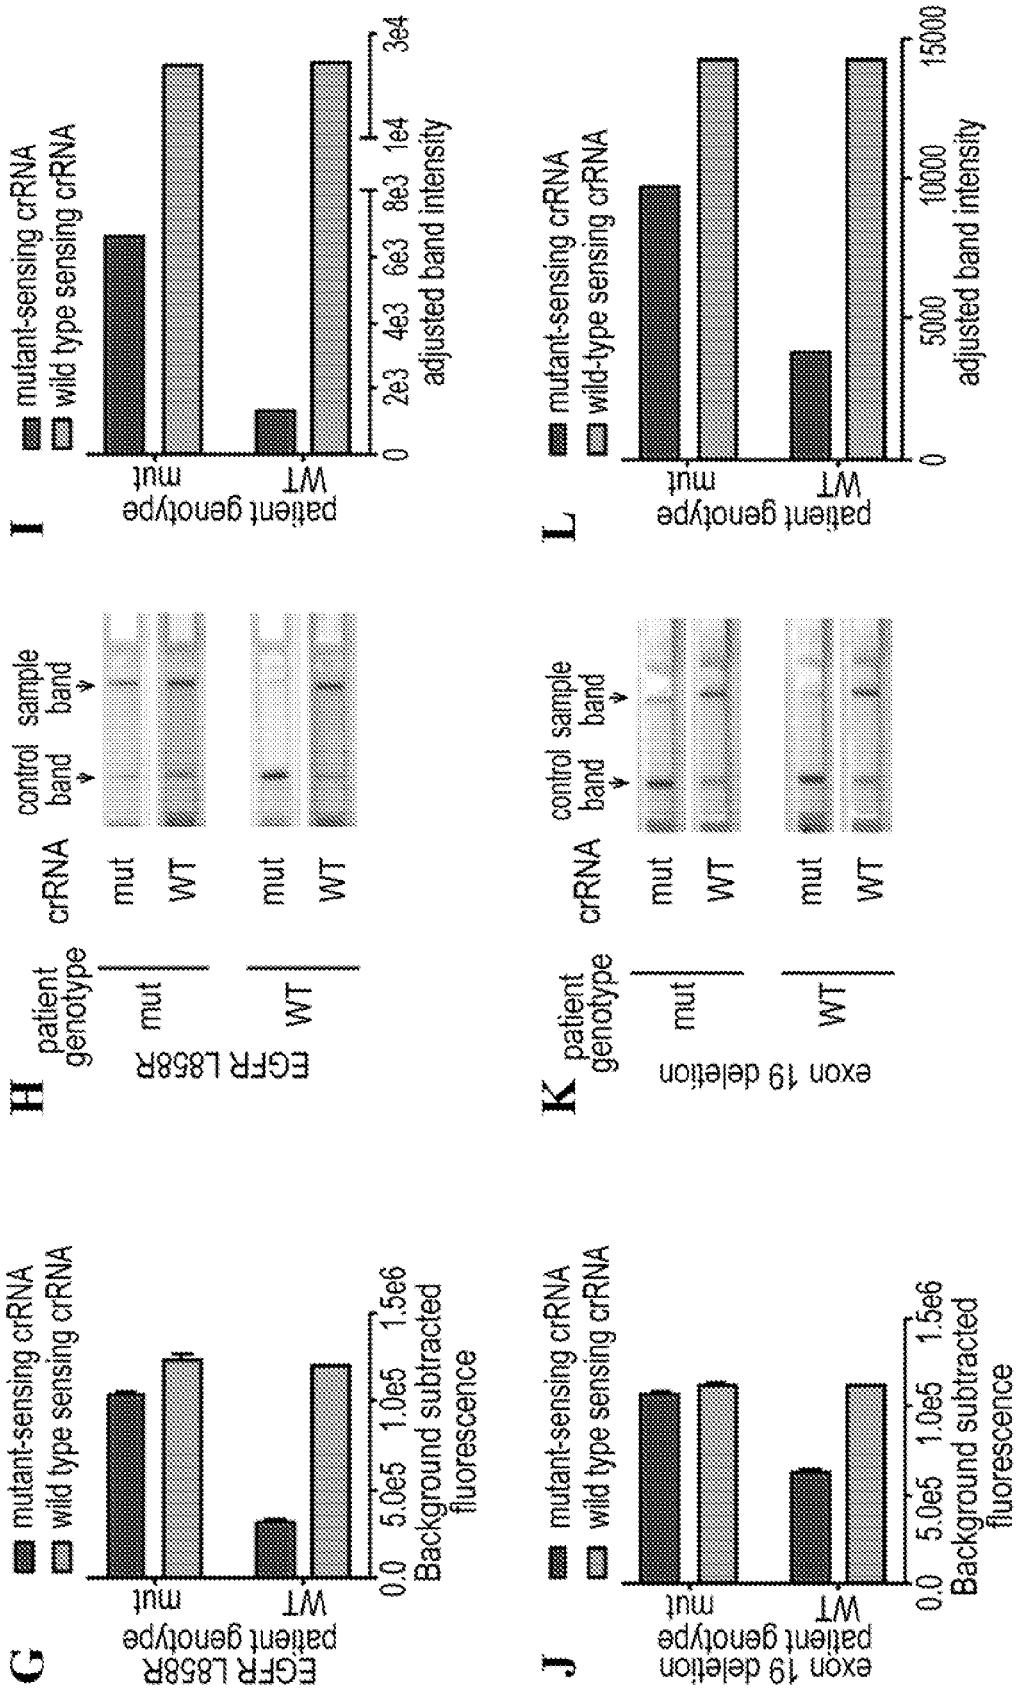 G
mutant-sensing crRNA
wild type sensing crRNA
EGFR L858R
patient genotype
mut
WT
0.0 5.0e5 1.0e5 1.5e6
Background subtracted
fluorescence
H
patient
genotype
crRNA
control
band
sample
band
EGFR L858R
mut
mut
WT
WT
mut
WT
I
mutant-sensing crRNA
wild type sensing crRNA
patient genotype
mut
WT
0 2e3 4e3 6e3 8e3 1e4 3e4
adjusted band intensity
J
mutant-sensing crRNA
wild type sensing crRNA
exon 19 deletion
patient genotype
mut
WT
0.0 5.0e5 1.0e5 1.5e6
Background subtracted
fluorescence
K
patient
genotype
crRNA
control
band
sample
band
exon 19 deletion
mut
mut
WT
WT
mut
WT
L
mutant-sensing crRNA
wild-type sensing crRNA
patient genotype
mut
WT
0 5000 10000 15000
adjusted band intensity